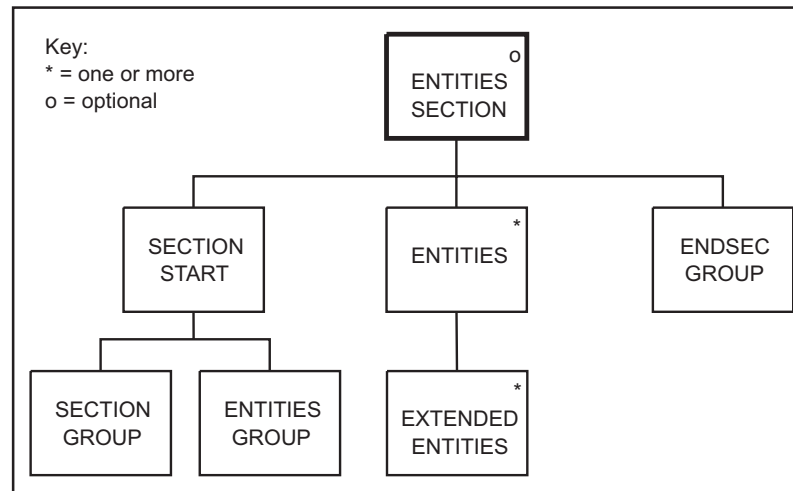 Key:
* = one or more
o = optional
o
ENTITIES
SECTION
SECTION
START
*
ENTITIES
ENDSEC
GROUP
SECTION
GROUP
ENTITIES
GROUP
*
EXTENDED
ENTITIES